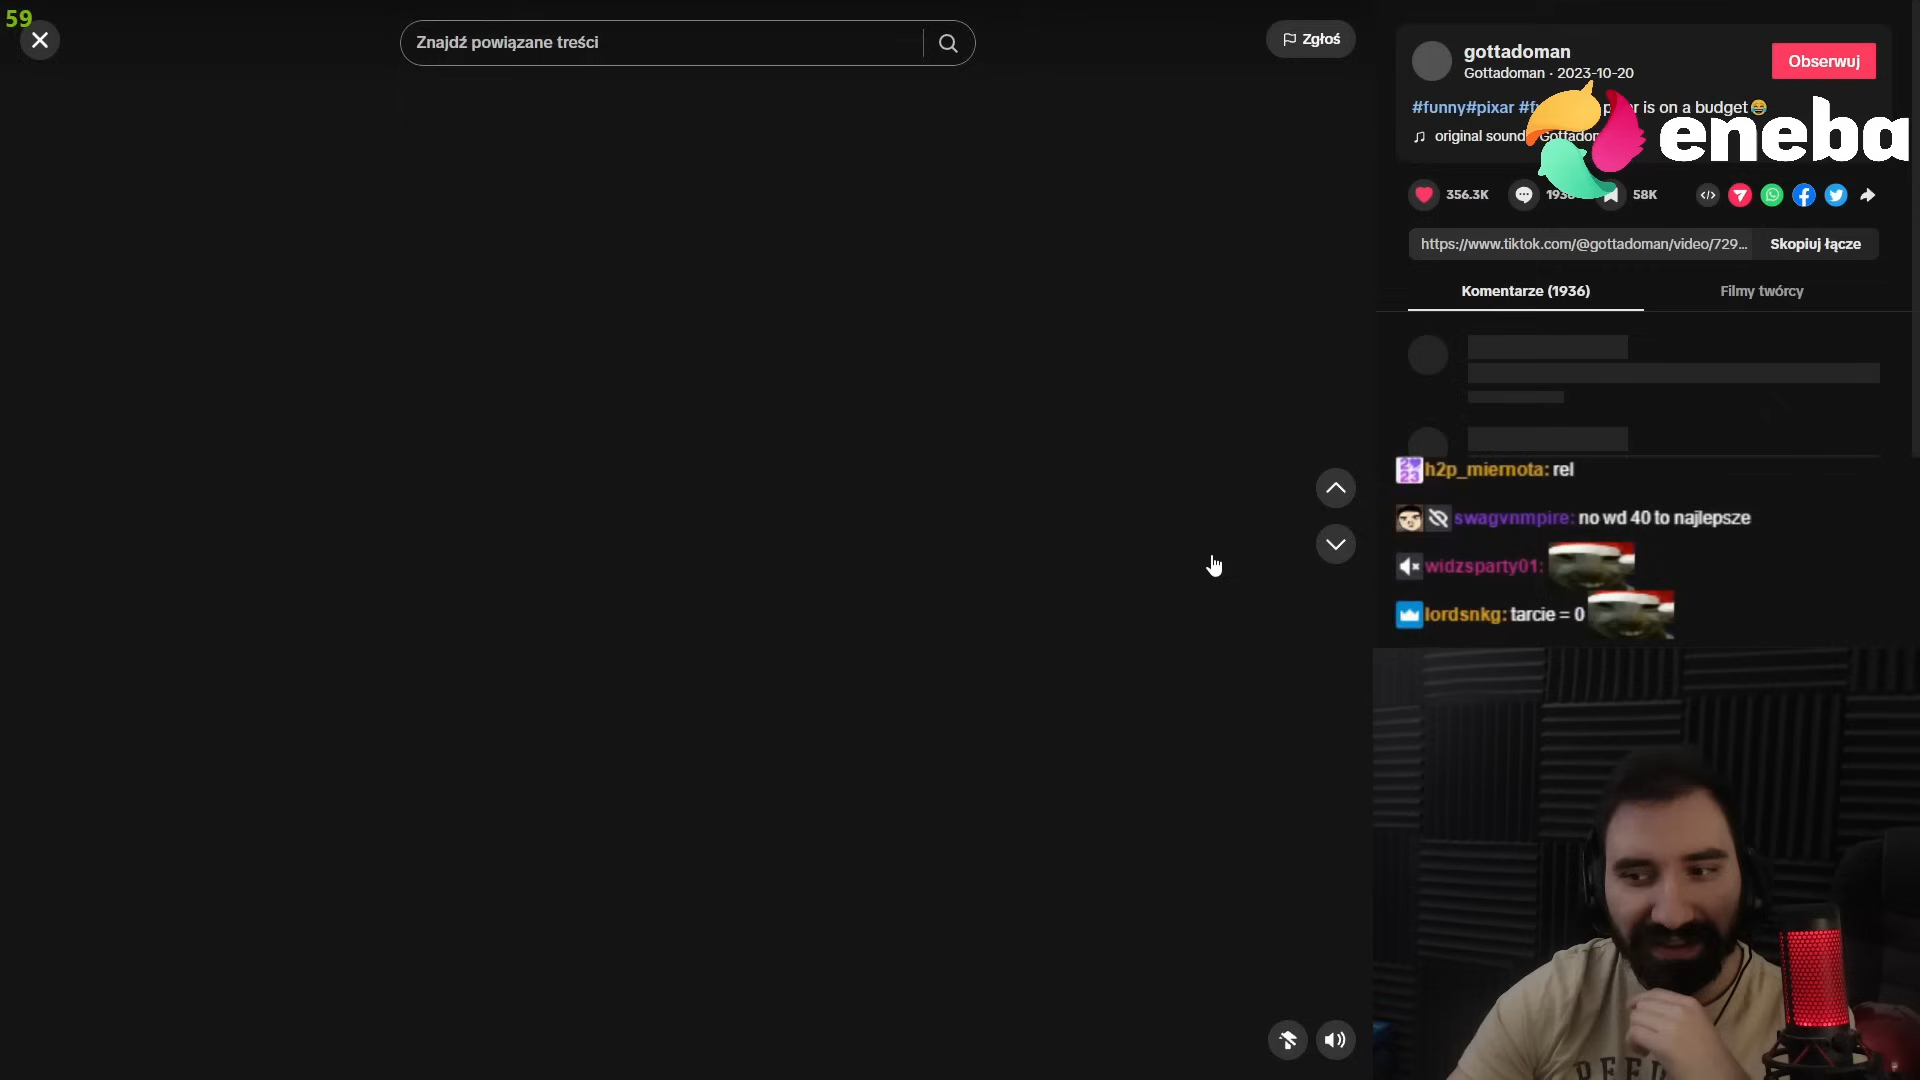 59
Znajdź powiązane treści
Zgłoś
gottadoman
Gottadoman · 2023-10-20
Obserwuj
#funny#pixar is on a budget😂
original sound
eneba
356.3K
58K
https://www.tiktok.com/@gottadoman/video/729...
Skopiuj łącze
Komentarze (1936)
Filmy twórcy
h2p_miernota: rel
swagvnmpire: no wd 40 to najlepsze
widzsparty01:
lordsnkg: tarcie = 0